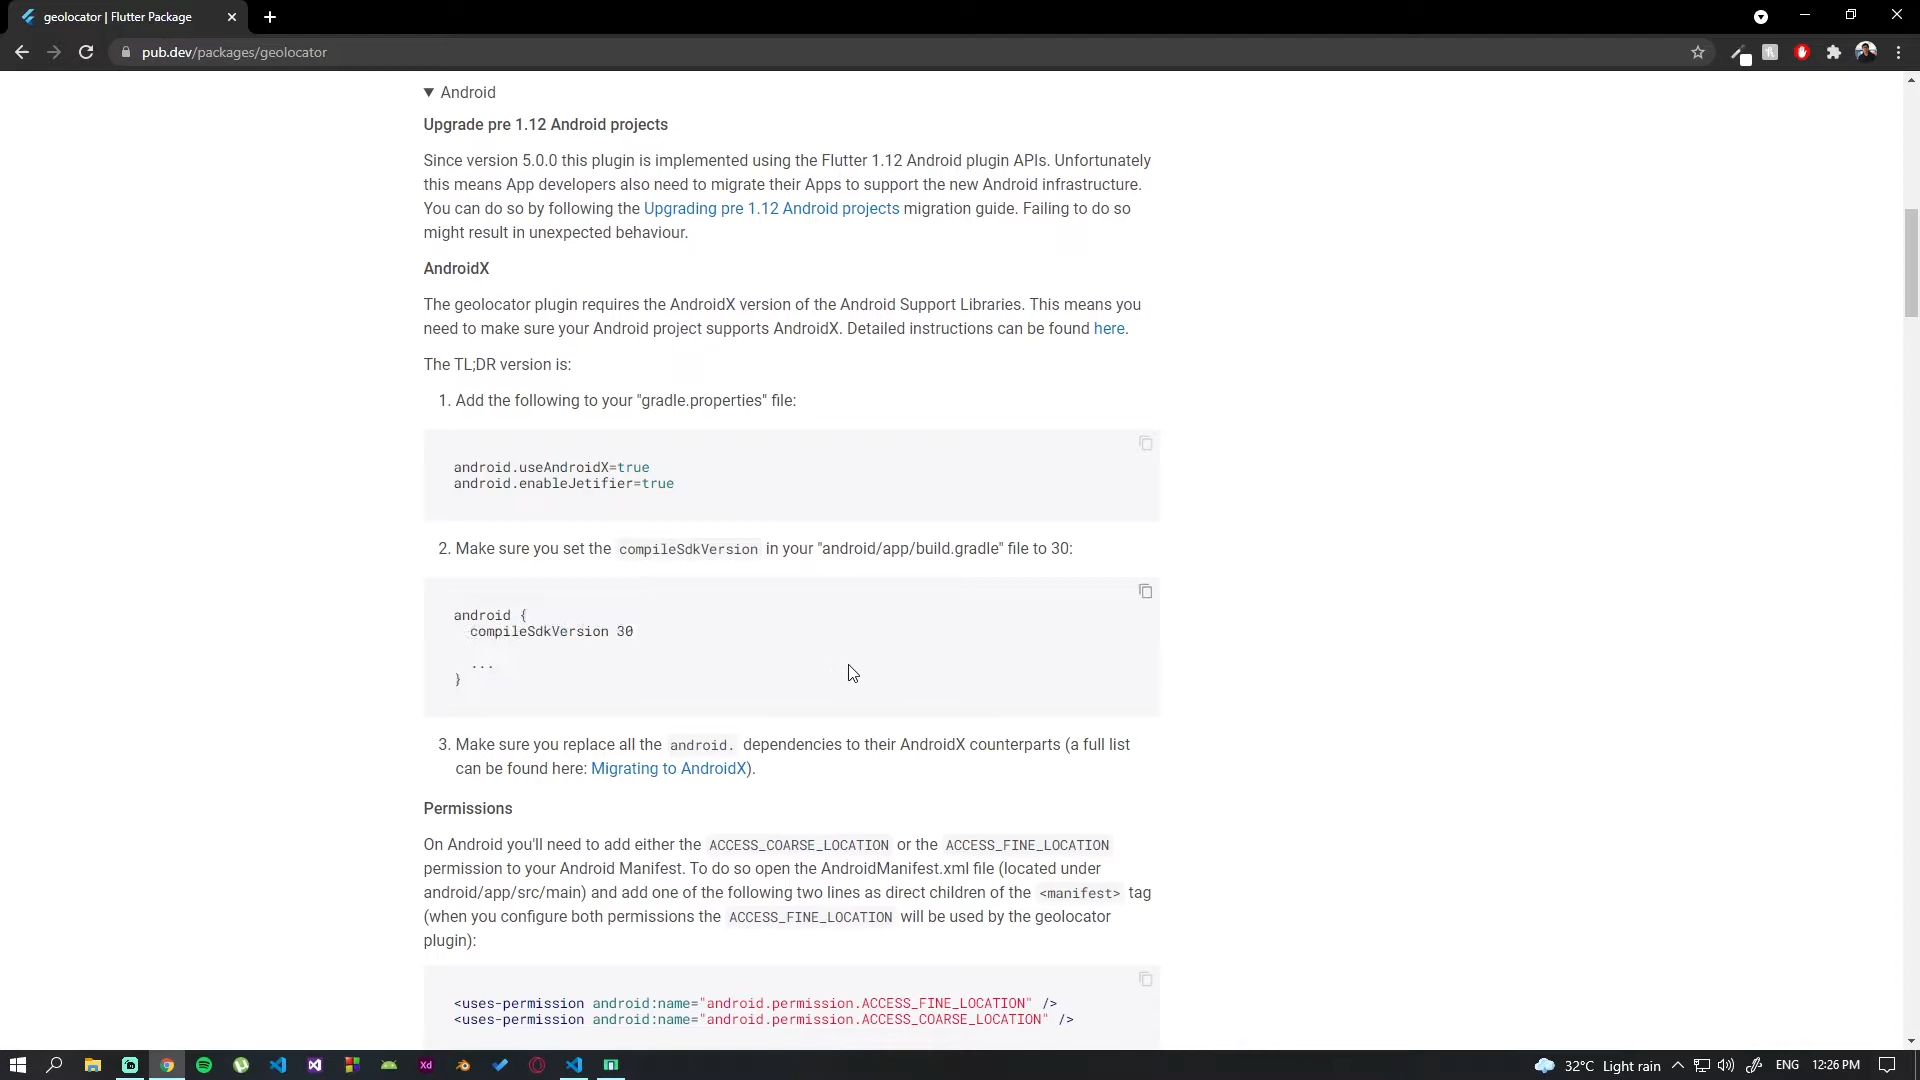 geolocator | Flutter Package
pub.dev/packages/geolocator
▼ Android
Upgrade pre 1.12 Android projects
Since version 5.0.0 this plugin is implemented using the Flutter 1.12 Android plugin APIs. Unfortunately
this means App developers also need to migrate their Apps to support the new Android infrastructure.
You can do so by following the Upgrading pre 1.12 Android projects migration guide. Failing to do so
might result in unexpected behaviour.
AndroidX
The geolocator plugin requires the AndroidX version of the Android Support Libraries. This means you
need to make sure your Android project supports AndroidX. Detailed instructions can be found here.
The TL;DR version is:
1. Add the following to your "gradle.properties" file:
android.useAndroidX=true
android.enableJetifier=true
2. Make sure you set the compileSdkVersion in your "android/app/build.gradle" file to 30:
android {
compileSdkVersion 30
...
}
3. Make sure you replace all the android. dependencies to their AndroidX counterparts (a full list
can be found here: Migrating to AndroidX).
Permissions
On Android you'll need to add either the ACCESS_COARSE_LOCATION or the ACCESS_FINE_LOCATION
permission to your Android Manifest. To do so open the AndroidManifest.xml file (located under
android/app/src/main) and add one of the following two lines as direct children of the <manifest> tag
(when you configure both permissions the ACCESS_FINE_LOCATION will be used by the geolocator
plugin):
<uses-permission android:name="android.permission.ACCESS_FINE_LOCATION" />
<uses-permission android:name="android.permission.ACCESS_COARSE_LOCATION" />
Xd
32°C Light rain
ENG
12:26 PM